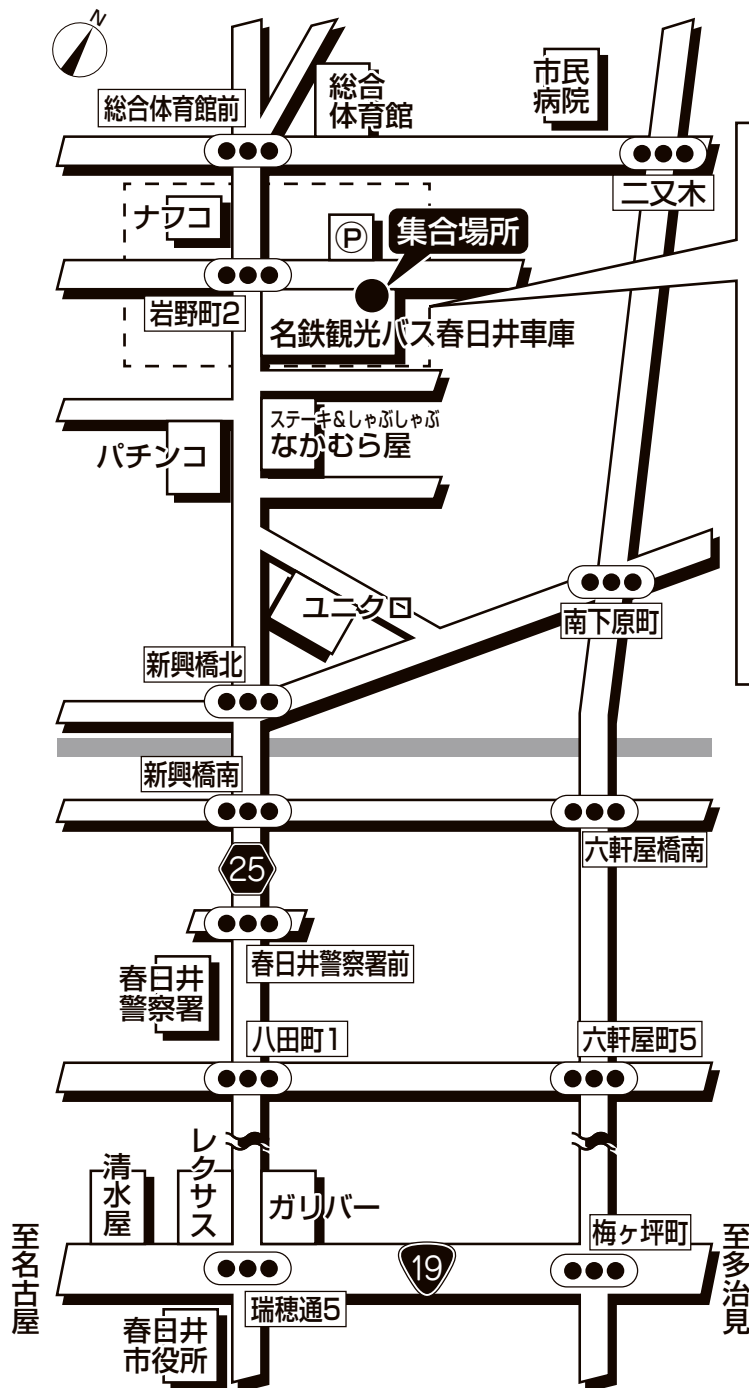 N
総合体育館前
総合
体育館
市民
病院
二又木
ナフコ
P
集合場所
岩野町2
名鉄観光バス春日井車庫
ステーキ&しゃぶしゃぶ
なかむら屋
パチンコ
ユニクロ
南下原町
新興橋北
新興橋南
六軒屋橋南
25
春日井警察署前
春日井
警察署
八田町1
六軒屋町5
清水屋
レクサス
ガリバー
梅ヶ坪町
至名古屋
19
至多治見
瑞穂通5
春日井
市役所